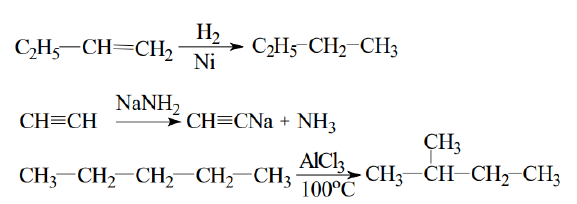 C₂H₅—CH=CH₂ H₂ Ni → C₂H₅-CH₂-CH₃
CH≡CH NaNH₂ → CH≡CNa + NH₃
CH₃—CH₂—CH₂—CH₂—CH₃ AlCl₃ 100°C → CH₃—CH(CH₃)—CH₂—CH₃